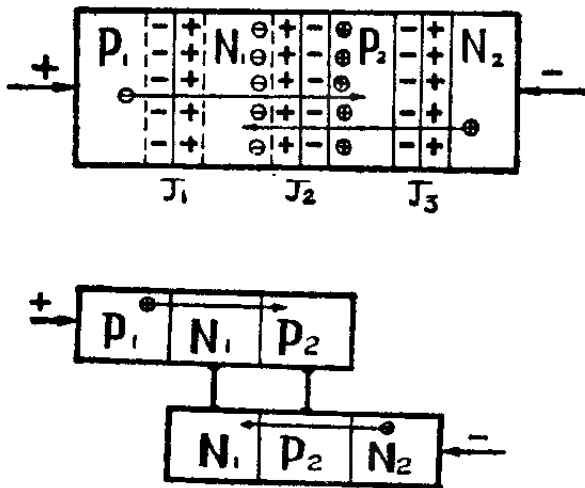 P₁ - + N₁ ⊖ + - ⊕ P₂ - + N₂
- + ⊖ + - ⊕ - +
+ - + ⊖ + - ⊕ - + -
⊖
- + ⊖ + - ⊕ - + ⊕
- + ⊖ + - ⊕ - +
J₁ J₂ J₃
+ ⊕
P₁ N₁ P₂
⊕ -
N₁ P₂ N₂